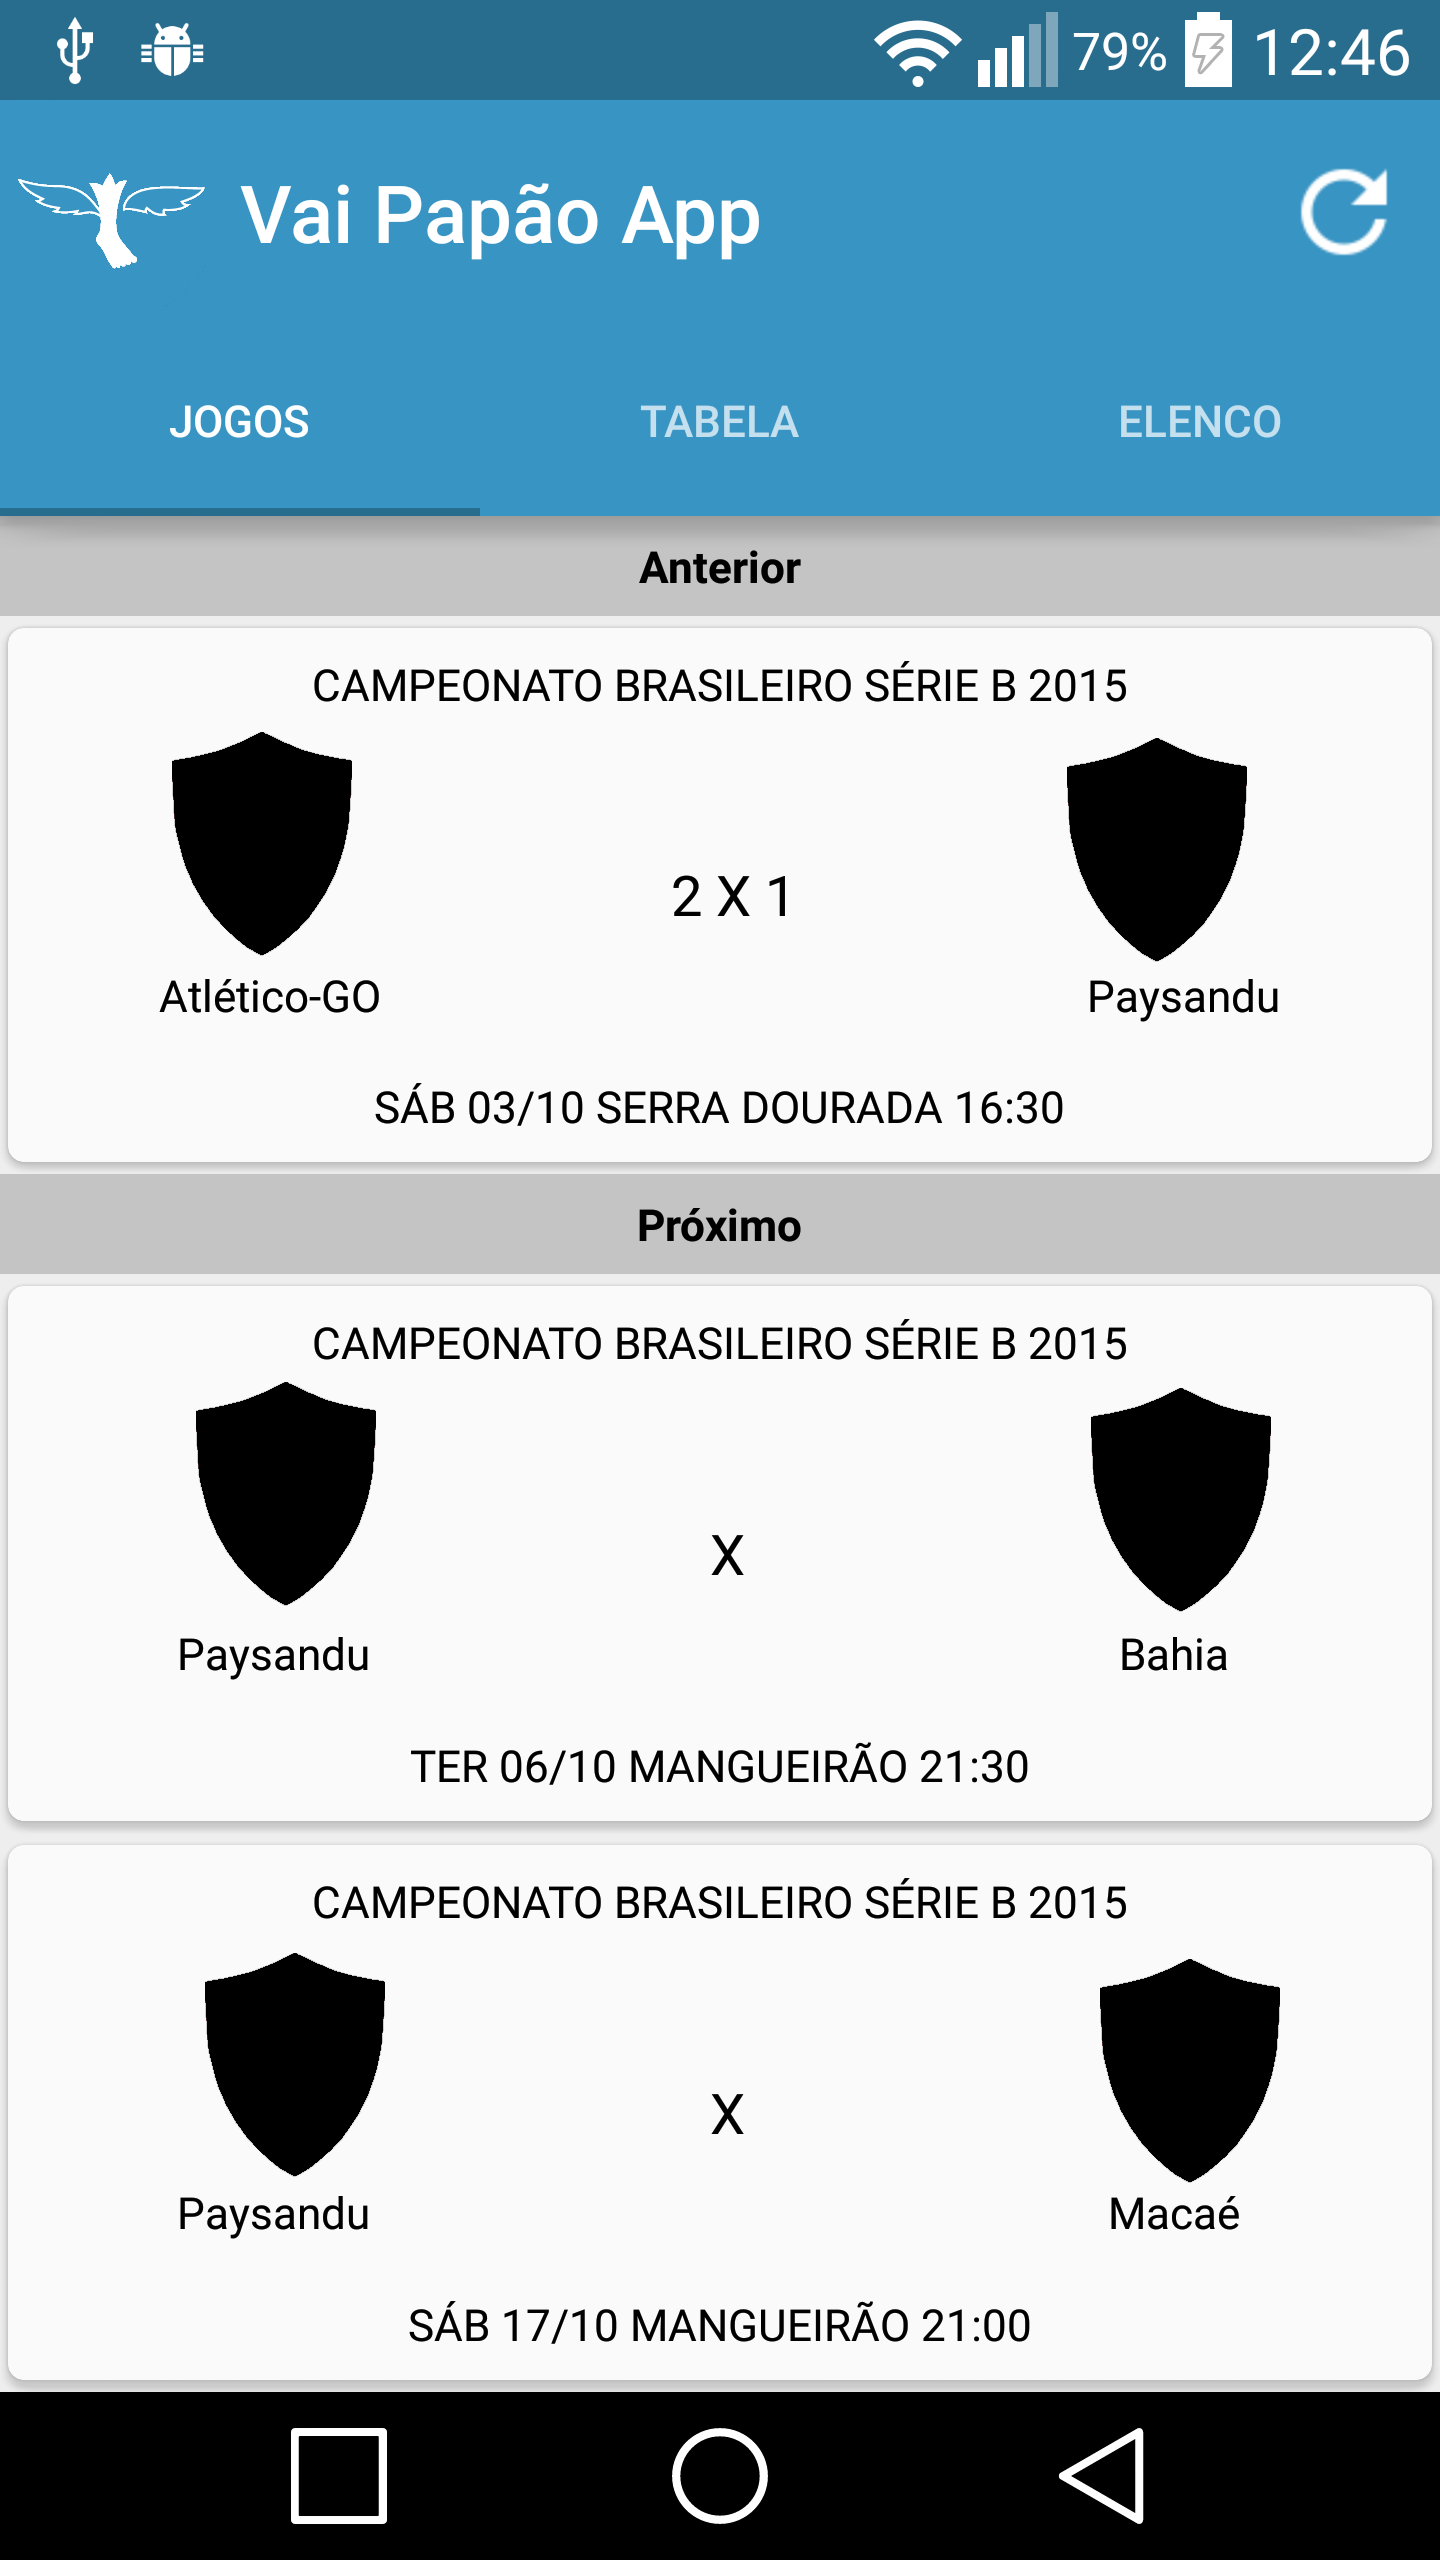 79% 12:46
Vai Papão App
JOGOS TABELA ELENCO
Anterior
CAMPEONATO BRASILEIRO SÉRIE B 2015
2 X 1
Atlético-GO Paysandu
SÁB 03/10 SERRA DOURADA 16:30
Próximo
CAMPEONATO BRASILEIRO SÉRIE B 2015
X
Paysandu Bahia
TER 06/10 MANGUEIRÃO 21:30
CAMPEONATO BRASILEIRO SÉRIE B 2015
X
Paysandu Macaé
SÁB 17/10 MANGUEIRÃO 21:00